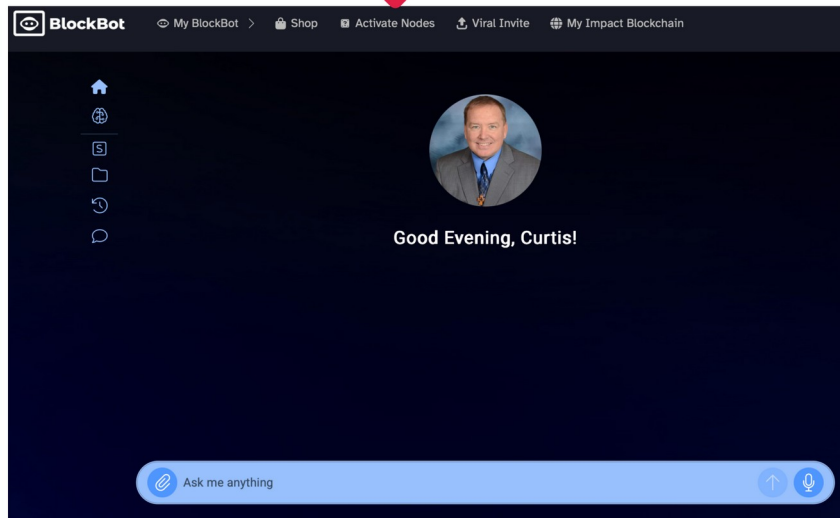 BlockBot My BlockBot > Shop Activate Nodes Viral Invite My Impact Blockchain
S
Good Evening, Curtis!
Ask me anything